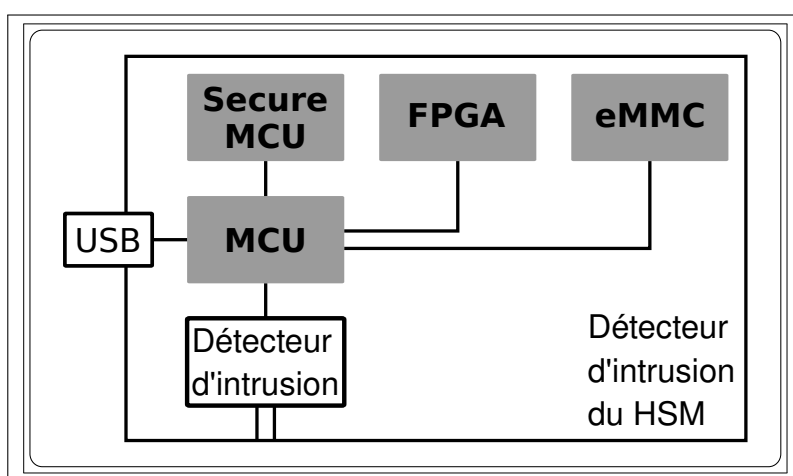 Secure
MCU
FPGA
eMMC
USB
MCU
Détecteur
d'intrusion
Détecteur
d'intrusion
du HSM